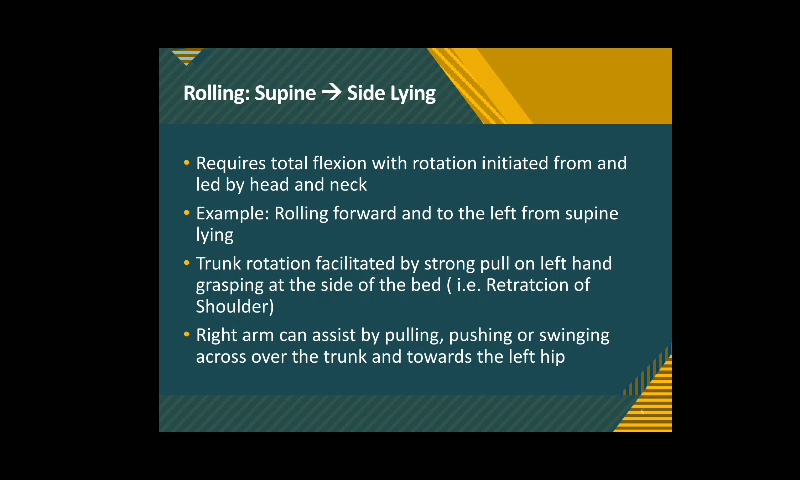 Rolling: Supine → Side Lying
• Requires total flexion with rotation initiated from and
led by head and neck
• Example: Rolling forward and to the left from supine
lying
• Trunk rotation facilitated by strong pull on left hand
grasping at the side of the bed ( i.e. Retratcion of
Shoulder)
• Right arm can assist by pulling, pushing or swinging
across over the trunk and towards the left hip